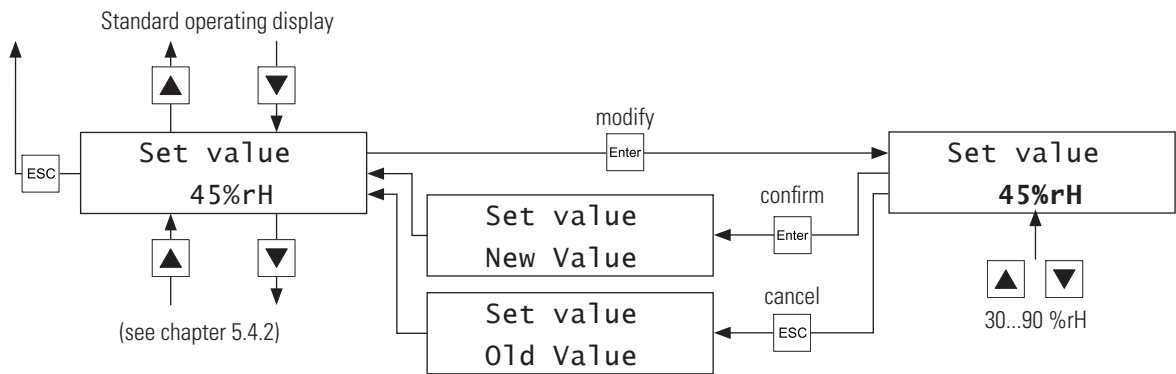 Standard operating display
modify
Enter
Set value
45%rH
ESC
Set value
45%rH
confirm
Enter
Set value
New Value
cancel
ESC
Set value
Old Value
(see chapter 5.4.2)
30...90 %rH